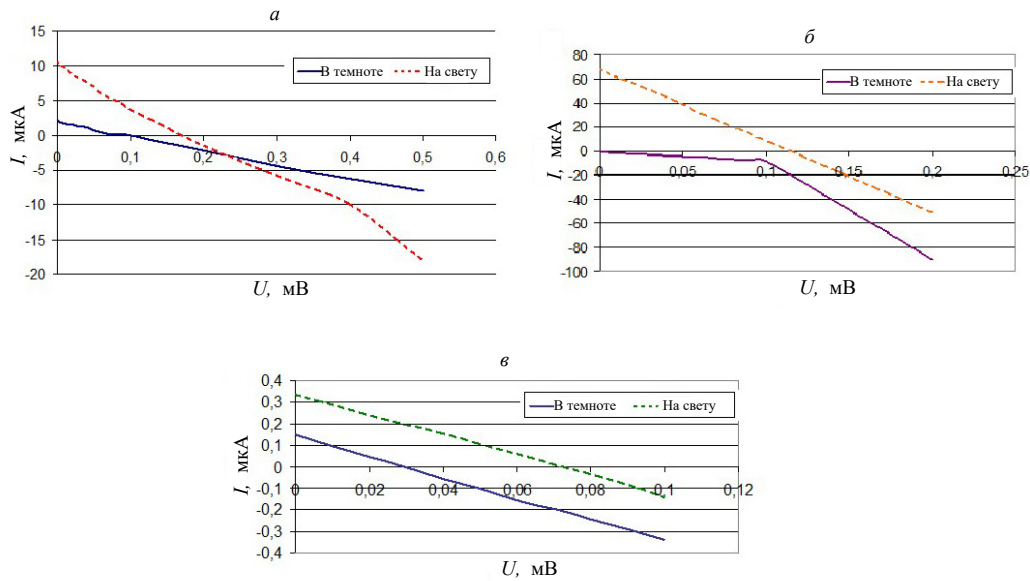 а
15
10
5
0
-5
-10
-15
-20
I, мкА
0 0,1 0,2 0,3 0,4 0,5 0,6
U, мВ
В темноте На свету
б
80
60
40
20
0
-20
-40
-60
-80
-100
I, мкА
0 0,05 0,1 0,15 0,2 0,25
U, мВ
В темноте На свету
в
0,4
0,3
0,2
0,1
0
-0,1
-0,2
-0,3
-0,4
I, мкА
0 0,02 0,04 0,06 0,08 0,1 0,12
U, мВ
В темноте На свету